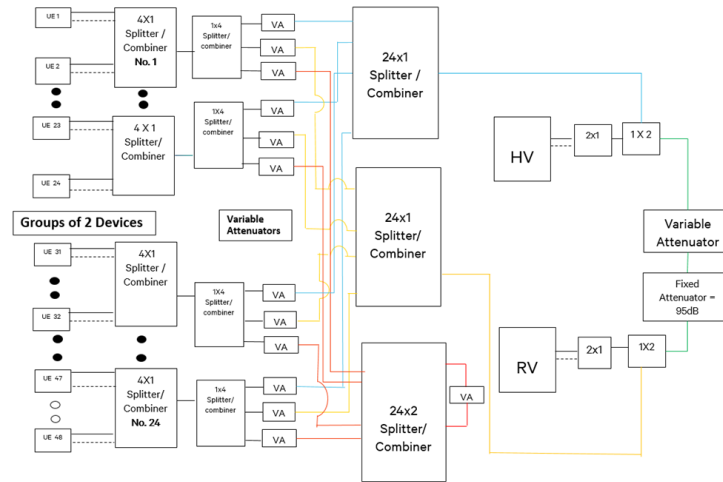 UE 1
UE 2
4X1
Splitter /
Combiner
No. 1
1x4
Splitter/
combiner
VA
VA
VA
24x1
Splitter /
Combiner
UE 23
UE 24
4 X 1
Splitter/
Combiner
1X4
Splitter/
combiner
VA
VA
VA
HV
2x1
1 X 2
Groups of 2 Devices
Variable
Attenuators
24x1
Splitter/
Combiner
Variable
Attenuator
Fixed
Attenuator =
95dB
UE 31
UE 32
4X1
Splitter/
Combiner
1x4
Splitter/
combiner
VA
VA
VA
RV
2x1
1X2
UE 47
UE 48
4X1
Splitter/
Combiner
No. 24
1x4
Splitter/
combiner
VA
VA
VA
24x2
Splitter/
Combiner
VA